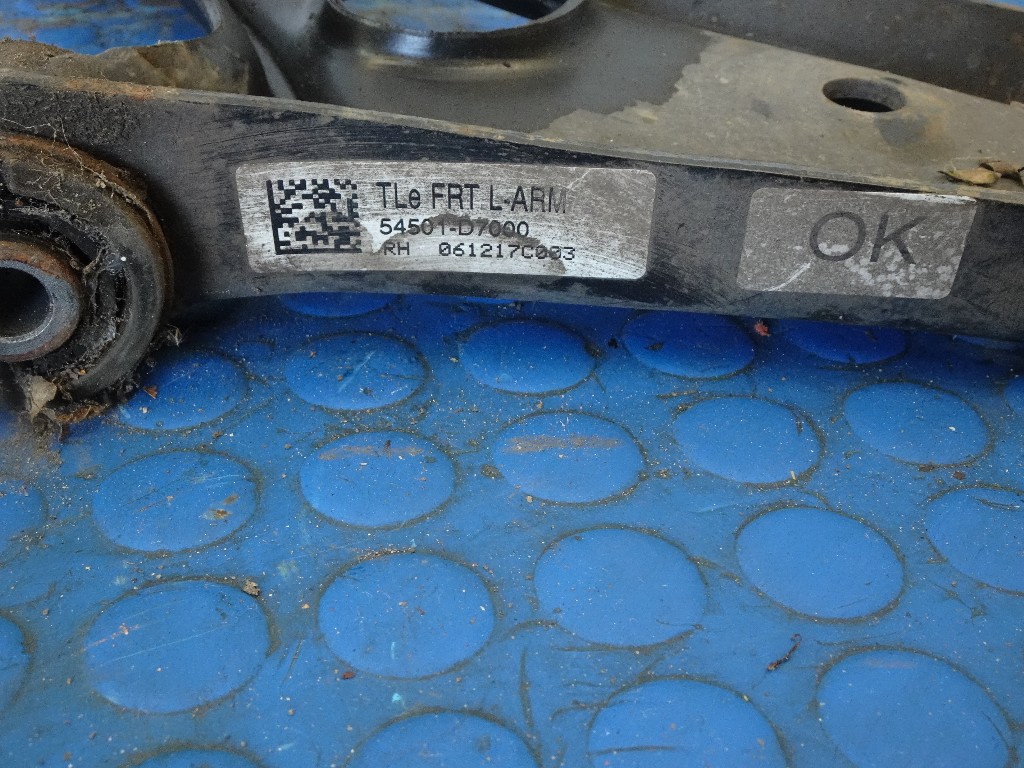 TLe FRT L-ARM
54501-D7000
RH 061217C003
OK